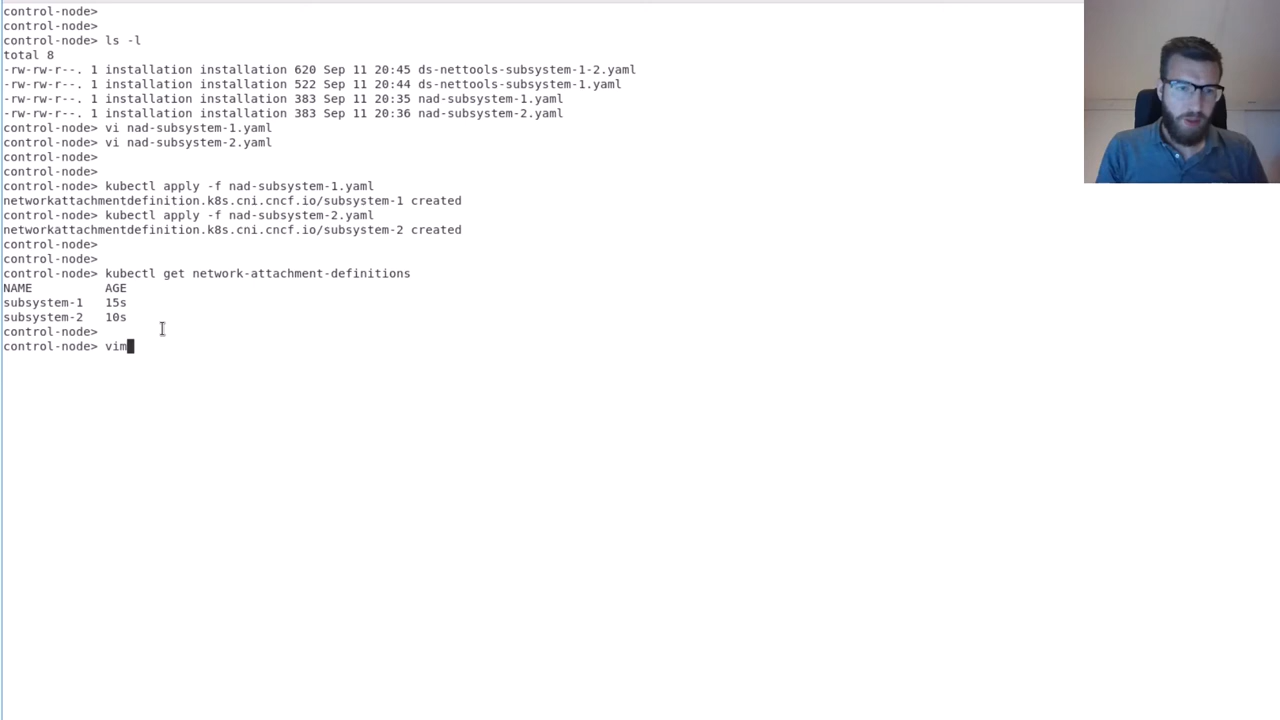 control-node>
control-node>
control-node> ls -l
total 8
-rw-rw-r--. 1 installation installation 620 Sep 11 20:45 ds-nettools-subsystem-1-2.yaml
-rw-rw-r--. 1 installation installation 522 Sep 11 20:44 ds-nettools-subsystem-1.yaml
-rw-rw-r--. 1 installation installation 383 Sep 11 20:35 nad-subsystem-1.yaml
-rw-rw-r--. 1 installation installation 383 Sep 11 20:36 nad-subsystem-2.yaml
control-node> vi nad-subsystem-1.yaml
control-node> vi nad-subsystem-2.yaml
control-node>
control-node>
control-node> kubectl apply -f nad-subsystem-1.yaml
networkattachmentdefinition.k8s.cni.cncf.io/subsystem-1 created
control-node> kubectl apply -f nad-subsystem-2.yaml
networkattachmentdefinition.k8s.cni.cncf.io/subsystem-2 created
control-node>
control-node>
control-node> kubectl get network-attachment-definitions
NAME          AGE
subsystem-1   15s
subsystem-2   10s
control-node>
control-node> vim